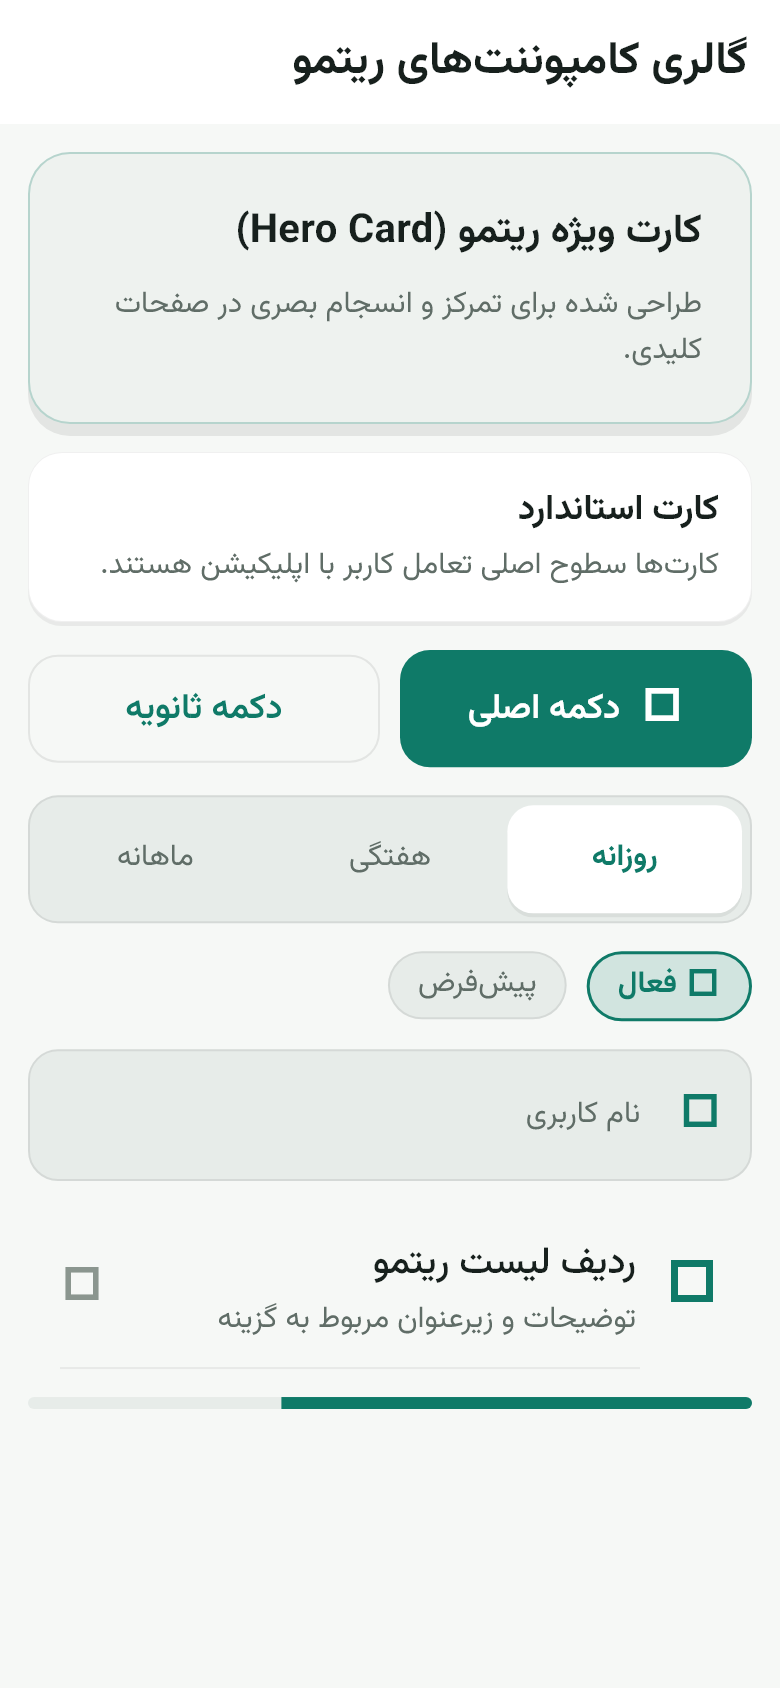 گالری کامپوننت‌های ریتمو
کارت ویژه ریتمو (Hero Card)
طراحی شده برای تمرکز و انسجام بصری در صفحات
کلیدی.
کارت استاندارد
کارت‌ها سطوح اصلی تعامل کاربر با اپلیکیشن هستند.
دکمه اصلی
دکمه ثانویه
روزانه
هفتگی
ماهانه
فعال
پیش‌فرض
نام کاربری
ردیف لیست ریتمو
توضیحات و زیرعنوان مربوط به گزینه